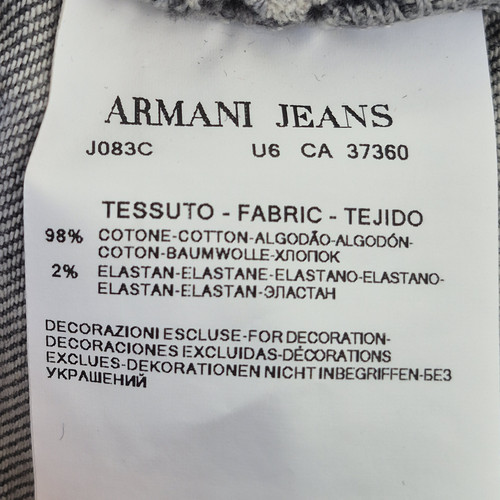 ARMANI JEANS
J083C U6 CA 37360
TESSUTO - FABRIC - TEJIDO
98% COTONE-COTTON-ALGODÃO-ALGODÓN-
COTON-BAUMWOLLE-ХЛОПОК
2% ELASTAN-ELASTANE-ELASTANO-ELASTANO-
ELASTAN-ELASTAN-ЭЛАСТАН
DECORAZIONI ESCLUSE-FOR DECORATION-
DECORACIONES EXCLUIDAS-DÉCORATIONS
EXCLUES-DEKORATIONEN NICHT INBEGRIFFEN-БЕЗ
УКРАШЕНИЙ